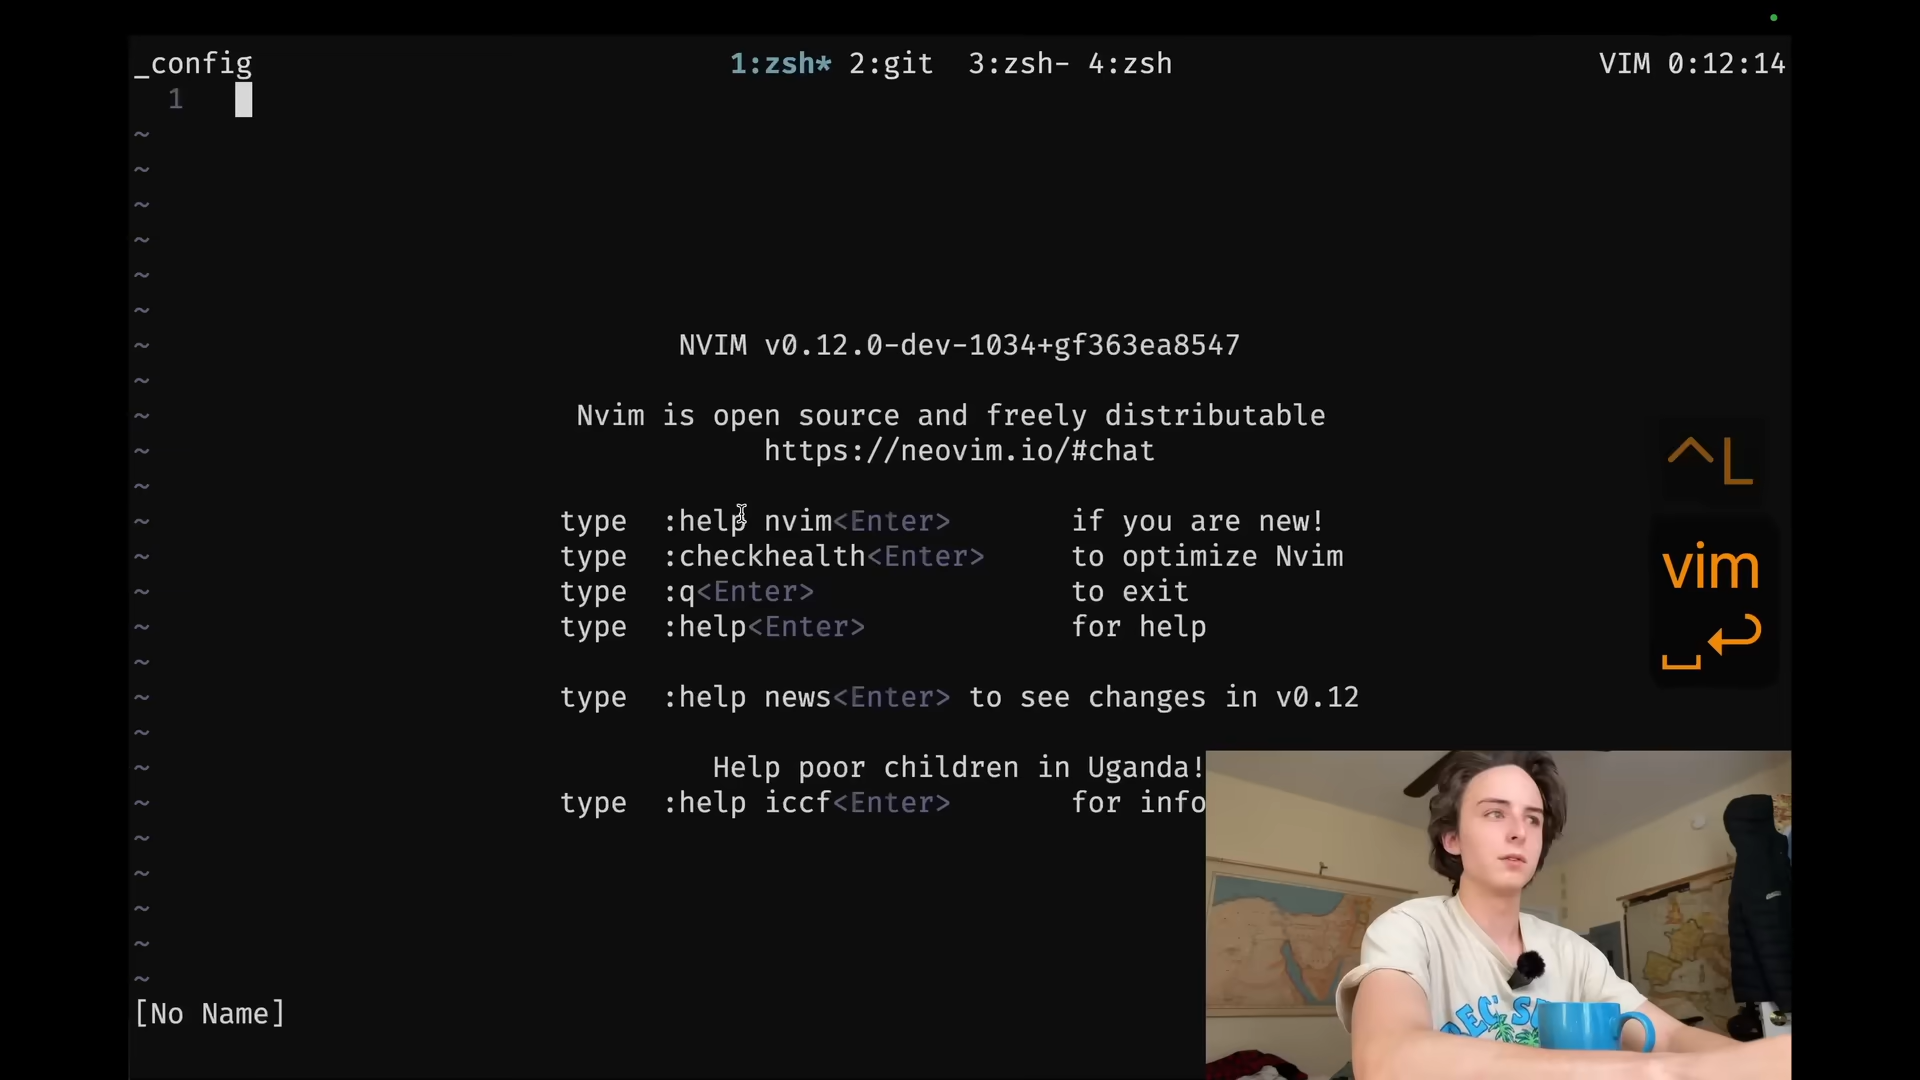 _config 1:zsh* 2:git 3:zsh- 4:zsh VIM 0:12:14
1
~
~
~
~
~
~
~ NVIM v0.12.0-dev-1034+gf363ea8547
~
~ Nvim is open source and freely distributable
~ https://neovim.io/#chat
~
~ type :help nvim<Enter> if you are new!
~ type :checkhealth<Enter> to optimize Nvim
~ type :q<Enter> to exit
~ type :help<Enter> for help
~
~ type :help news<Enter> to see changes in v0.12
~
~ Help poor children in Uganda!
~ type :help iccf<Enter> for info
~
~
~
~
~
[No Name]
^L
vim
␣↩